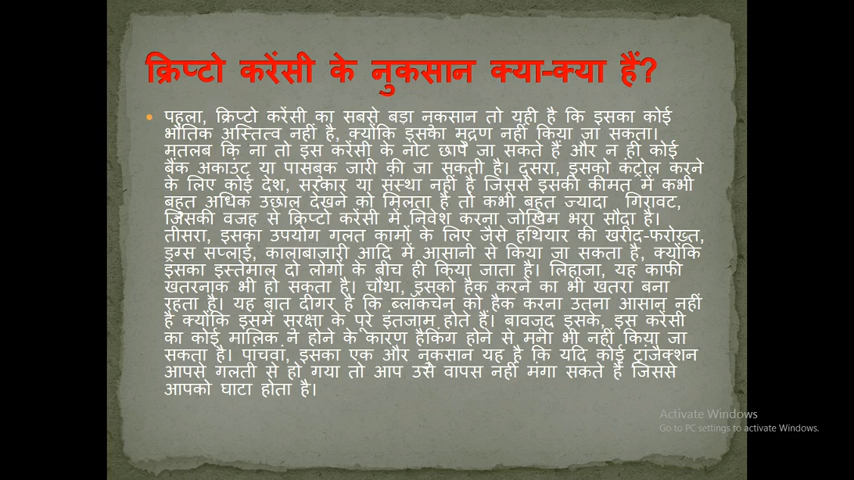 क्रिप्टो करेंसी के नुकसान क्या-क्या हैं?
पहला, क्रिप्टो करेंसी का सबसे बड़ा नुकसान तो यही है कि इसका कोई
भौतिक अस्तित्व नहीं है, क्योंकि इसका मुद्रण नहीं किया जा सकता।
मतलब कि ना तो इस करेंसी के नोट छापे जा सकते हैं और न ही कोई
बैंक अकाउंट या पासबुक जारी की जा सकती है। दूसरा, इसको कंट्रोल करने
के लिए कोई देश, सरकार या संस्था नहीं है जिससे इसकी कीमत में कभी
बहुत अधिक उछाल देखने को मिलता है तो कभी बहुत ज्यादा गिरावट,
जिसकी वजह से क्रिप्टो करेंसी में निवेश करना जोखिम भरा सौदा है।
तीसरा, इसका उपयोग गलत कामों के लिए जैसे हथियार की खरीद-फरोख्त,
ड्रग्स सप्लाई, कालाबाजारी आदि में आसानी से किया जा सकता है, क्योंकि
इसका इस्तेमाल दो लोगों के बीच ही किया जाता है। लिहाजा, यह काफी
खतरनाक भी हो सकता है। चौथा, इसको हैक करने का भी खतरा बना
रहता है। यह बात दीगर है कि ब्लॉकचेन को हैक करना उतना आसान नहीं
है क्योंकि इसमें सुरक्षा के पूरे इंतजाम होते हैं। बावजूद इसके, इस करेंसी
का कोई मालिक न होने के कारण हैकिंग होने से मना भी नहीं किया जा
सकता है। पांचवां, इसका एक और नुकसान यह है कि यदि कोई ट्रांजैक्शन
आपसे गलती से हो गया तो आप उसे वापस नहीं मंगा सकते हैं जिससे
आपको घाटा होता है।
Activate Windows
Go to PC settings to activate Windows.